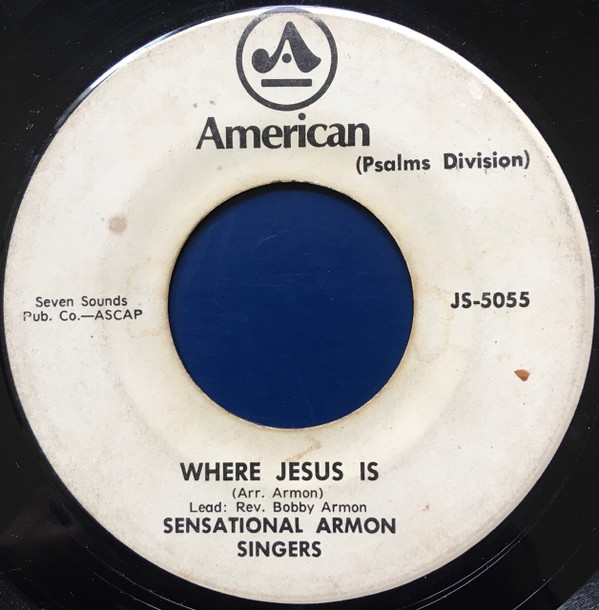 A
American
(Psalms Division)
Seven Sounds
Pub. Co.—ASCAP
JS-5055
WHERE JESUS IS
(Arr. Armon)
Lead: Rev. Bobby Armon
SENSATIONAL ARMON
SINGERS